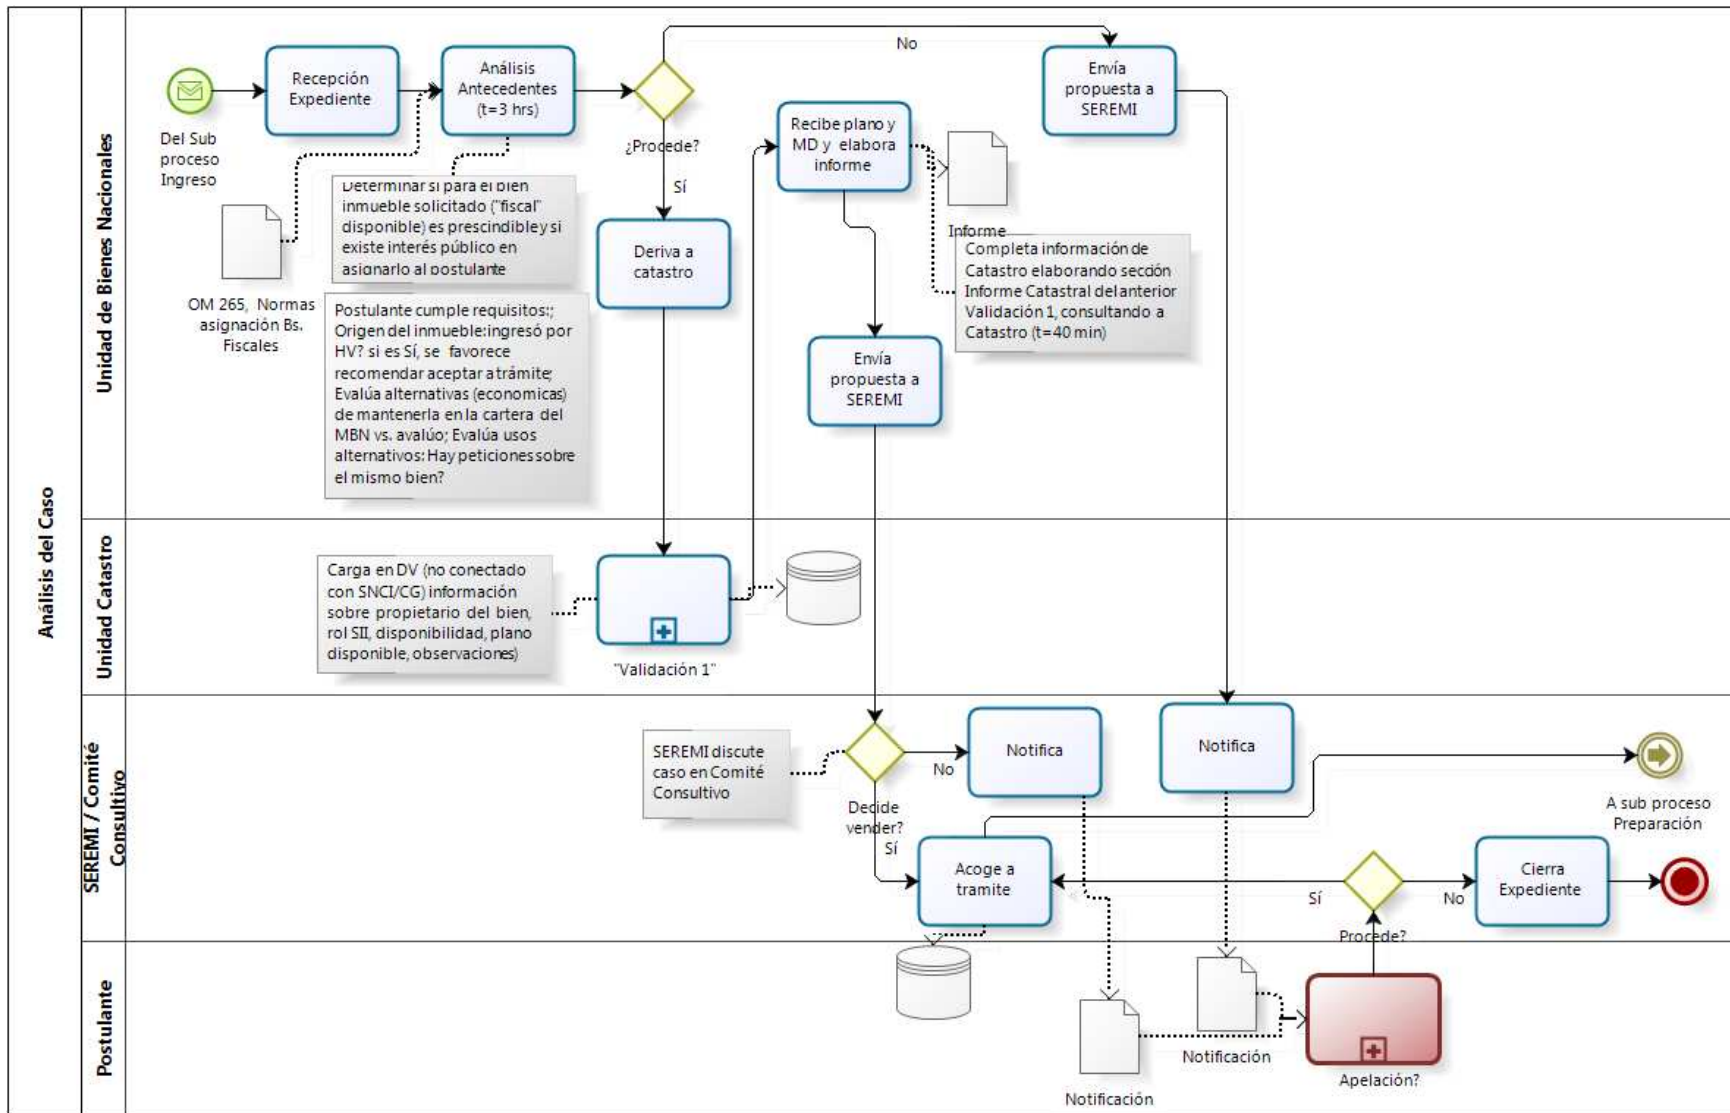 Análisis del Caso
Unidad de Bienes Nacionales
Del Sub
proceso
Ingreso
Recepción
Expediente
Análisis
Antecedentes
(t=3 hrs)
¿Procede?
No
Sí
Envía
propuesta a
SEREMI
Recibe plano y
MD y elabora
informe
Informe
OM 265, Normas
asignación Bs.
Fiscales
Determinar si para el bien
inmueble solicitado ("fiscal"
disponible) es prescindible y si
existe interés público en
asignarlo al postulante
Postulante cumple requisitos:;
Origen del inmueble:ingresó por
HV? si es Sí, se favorece
recomendar aceptar a trámite;
Evalúa alternativas (economicas)
de mantenerla en la cartera del
MBN vs. avalúo; Evalúa usos
alternativos: Hay peticiones sobre
el mismo bien?
Deriva a
catastro
Completa información de
Catastro elaborando sección
Informe Catastral del anterior
Validación 1, consultando a
Catastro (t=40 min)
Envía
propuesta a
SEREMI
Unidad Catastro
Carga en DV (no conectado
con SNCI/CG) información
sobre propietario del bien,
rol SII, disponibilidad, plano
disponible, observaciones)
"Validación 1"
SEREMI / Comité
Consultivo
SEREMI discute
caso en Comité
Consultivo
Decide
vender?
No
Sí
Notifica
Notifica
A sub proceso
Preparación
Acoge a
tramite
Sí
Procede?
No
Cierra
Expediente
Postulante
Notificación
Notificación
Apelación?